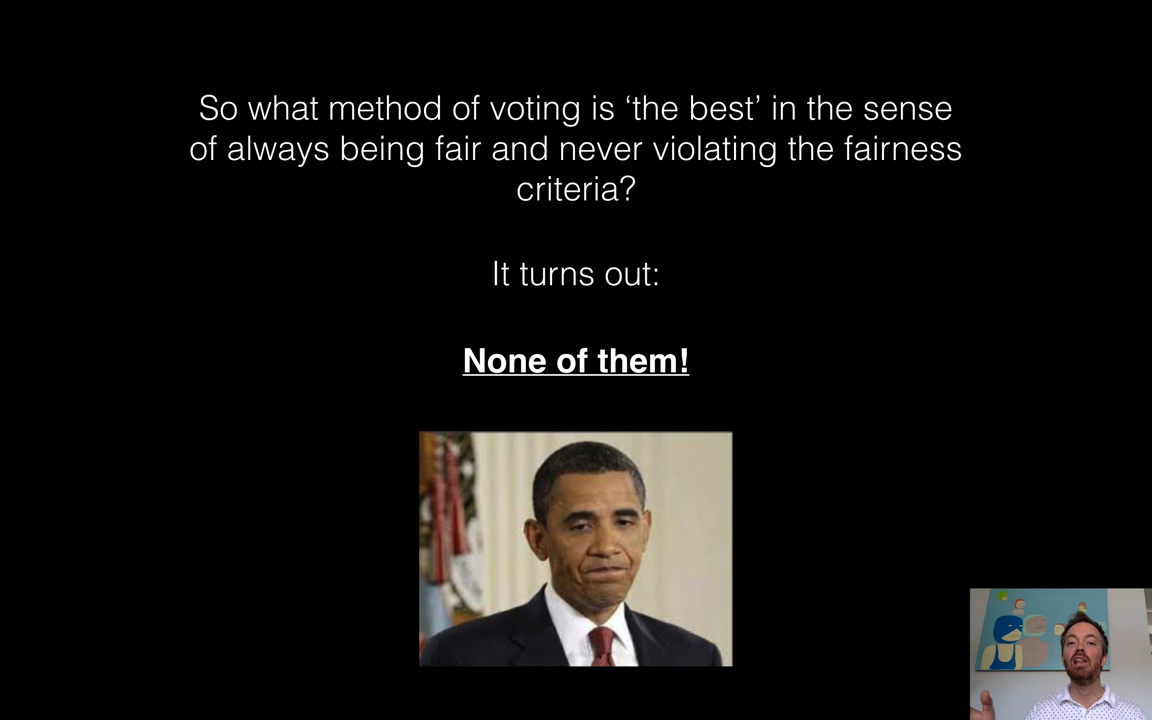 So what method of voting is ‘the best’ in the sense
of always being fair and never violating the fairness
criteria?
It turns out:
None of them!